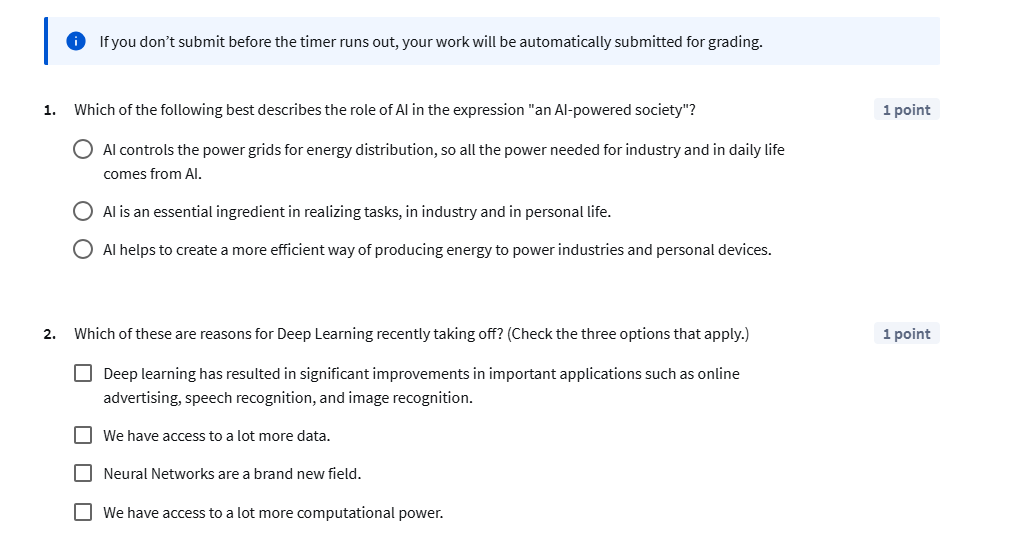 If you don't submit before the timer runs out, your work will be automatically submitted for grading.
1. Which of the following best describes the role of AI in the expression "an AI-powered society"? 1 point
AI controls the power grids for energy distribution, so all the power needed for industry and in daily life
comes from AI.
AI is an essential ingredient in realizing tasks, in industry and in personal life.
AI helps to create a more efficient way of producing energy to power industries and personal devices.
2. Which of these are reasons for Deep Learning recently taking off? (Check the three options that apply.) 1 point
Deep learning has resulted in significant improvements in important applications such as online
advertising, speech recognition, and image recognition.
We have access to a lot more data.
Neural Networks are a brand new field.
We have access to a lot more computational power.